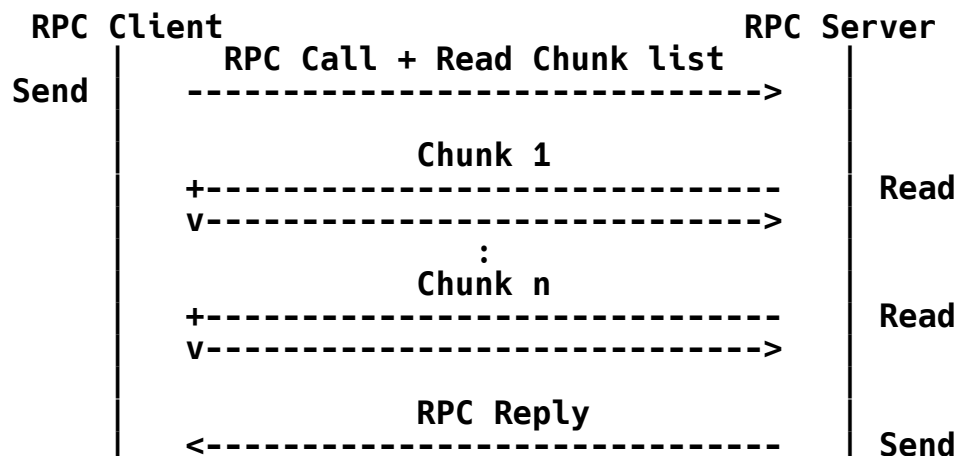 RPC Client RPC Server
RPC Call + Read Chunk list
Send | ------------------------------> |
Chunk 1
+------------------------------ | Read
v-----------------------------> |
:
Chunk n
+------------------------------ | Read
v-----------------------------> |
RPC Reply
| <------------------------------ | Send